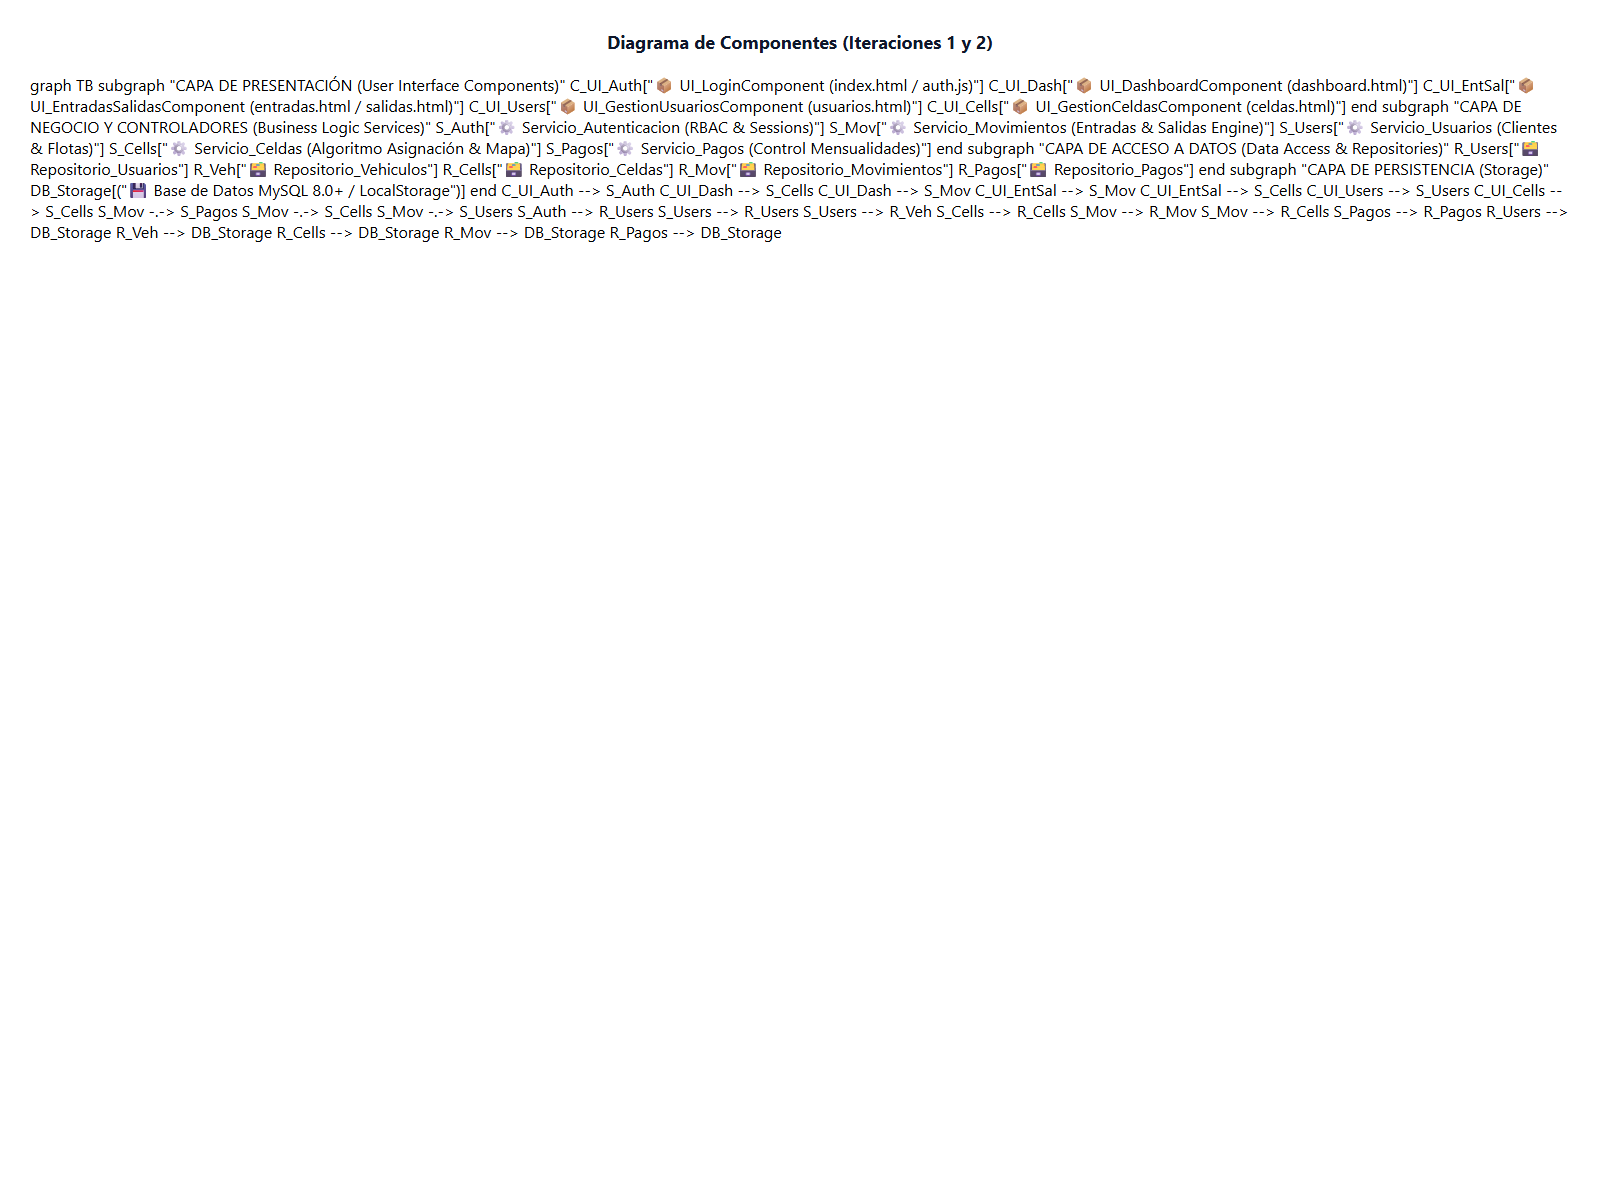 Diagrama de Componentes (Iteraciones 1 y 2)
graph TB subgraph "CAPA DE PRESENTACIÓN (User Interface Components)" C_UI_Auth["📦 UI_LoginComponent (index.html / auth.js)"] C_UI_Dash["📦 UI_DashboardComponent (dashboard.html)"] C_UI_EntSal["📦
UI_EntradasSalidasComponent (entradas.html / salidas.html)"] C_UI_Users["📦 UI_GestionUsuariosComponent (usuarios.html)"] C_UI_Cells["📦 UI_GestionCeldasComponent (celdas.html)"] end subgraph "CAPA DE
NEGOCIO Y CONTROLADORES (Business Logic Services)" S_Auth["⚙️ Servicio_Autenticacion (RBAC & Sessions)"] S_Mov["⚙️ Servicio_Movimientos (Entradas & Salidas Engine)"] S_Users["⚙️ Servicio_Usuarios (Clientes
& Flotas)"] S_Cells["⚙️ Servicio_Celdas (Algoritmo Asignación & Mapa)"] S_Pagos["⚙️ Servicio_Pagos (Control Mensualidades)"] end subgraph "CAPA DE ACCESO A DATOS (Data Access & Repositories)" R_Users["🗃️
Repositorio_Usuarios"] R_Veh["🗃️ Repositorio_Vehiculos"] R_Cells["🗃️ Repositorio_Celdas"] R_Mov["🗃️ Repositorio_Movimientos"] R_Pagos["🗃️ Repositorio_Pagos"] end subgraph "CAPA DE PERSISTENCIA (Storage)"
DB_Storage[("💾 Base de Datos MySQL 8.0+ / LocalStorage")] end C_UI_Auth --> S_Auth C_UI_Dash --> S_Cells C_UI_Dash --> S_Mov C_UI_EntSal --> S_Mov C_UI_EntSal --> S_Cells C_UI_Users --> S_Users C_UI_Cells --
> S_Cells S_Mov -.-> S_Pagos S_Mov -.-> S_Cells S_Mov -.-> S_Users S_Auth --> R_Users S_Users --> R_Users S_Users --> R_Veh S_Cells --> R_Cells S_Mov --> R_Mov S_Mov --> R_Cells S_Pagos --> R_Pagos R_Users -->
DB_Storage R_Veh --> DB_Storage R_Cells --> DB_Storage R_Mov --> DB_Storage R_Pagos --> DB_Storage